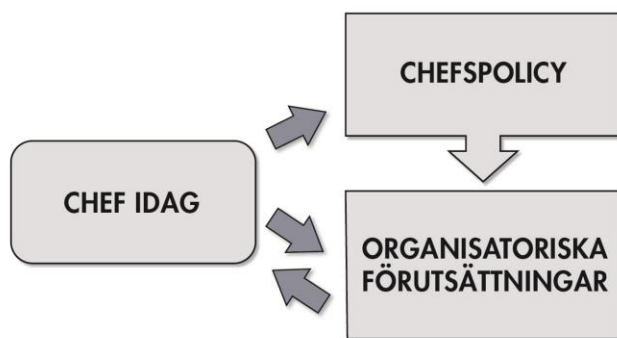 CHEFSPOLICY
CHEF IDAG
ORGANISATORISKA
FÖRUTSÄTTNINGAR